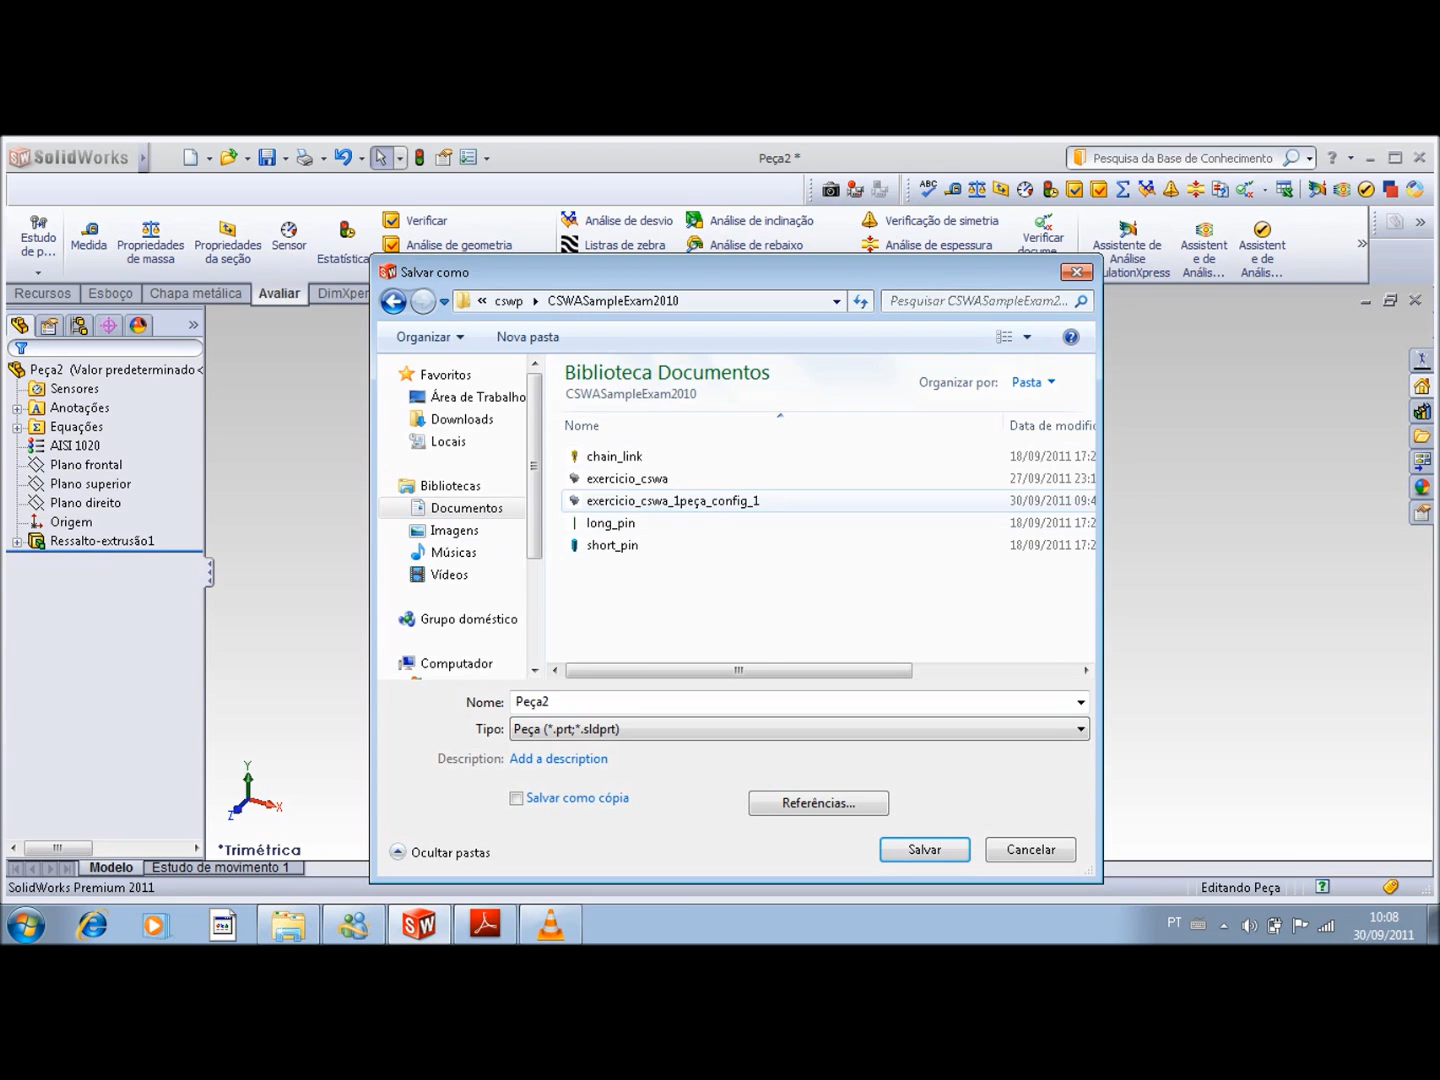 SolidWorks
Peça2 *
Pesquisa da Base de Conhecimento
Estudo de p...
Medida
Propriedades de massa
Propriedades da seção
Sensor
Estatística
Verificar
Análise de geometria
Análise de desvio
Listras de zebra
Análise de inclinação
Análise de rebaixo
Verificação de simetria
Análise de espessura
Verificar docume...
Assistente de Análise
ulationXpress
Assistent e de Anális...
Assistent e de Anális...
Recursos
Esboço
Chapa metálica
Avaliar
DimXper
Peça2 (Valor predeterminado<
Sensores
Anotações
Equações
AISI 1020
Plano frontal
Plano superior
Plano direito
Origem
Ressalto-extrusão1
Salvar como
« cswp
CSWASampleExam2010
Pesquisar CSWASampleExam2...
Organizar
Nova pasta
Favoritos
Área de Trabalho
Downloads
Locais
Bibliotecas
Documentos
Imagens
Músicas
Vídeos
Grupo doméstico
Computador
Biblioteca Documentos
CSWASampleExam2010
Organizar por: Pasta
Nome
Data de modific
chain_link 18/09/2011 17:2
exercicio_cswa 27/09/2011 23:1
exercicio_cswa_1peça_config_1 30/09/2011 09:4
long_pin 18/09/2011 17:2
short_pin 18/09/2011 17:2
Nome: Peça2
Tipo: Peça (*.prt;*.sldprt)
Description: Add a description
Salvar como cópia
Referências...
Ocultar pastas
Salvar
Cancelar
Y
X
Z
*Trimétrica
Modelo
Estudo de movimento 1
SolidWorks Premium 2011
Editando Peça
PT
10:08
30/09/2011